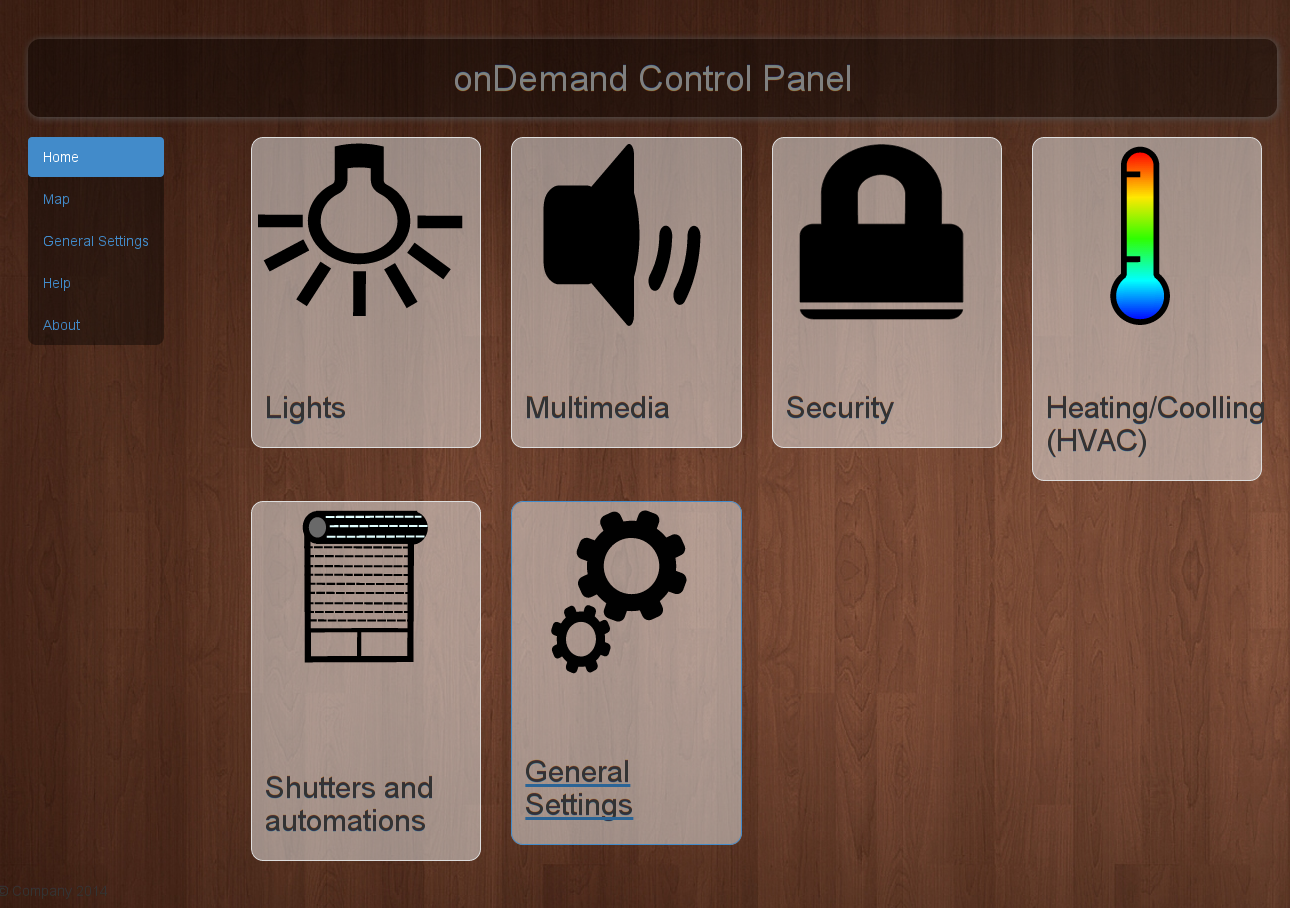 onDemand Control Panel
Home
Map
General Settings
Help
About
Lights
Multimedia
Security
Heating/Coolling
(HVAC)
Shutters and
automations
General
Settings
© Company